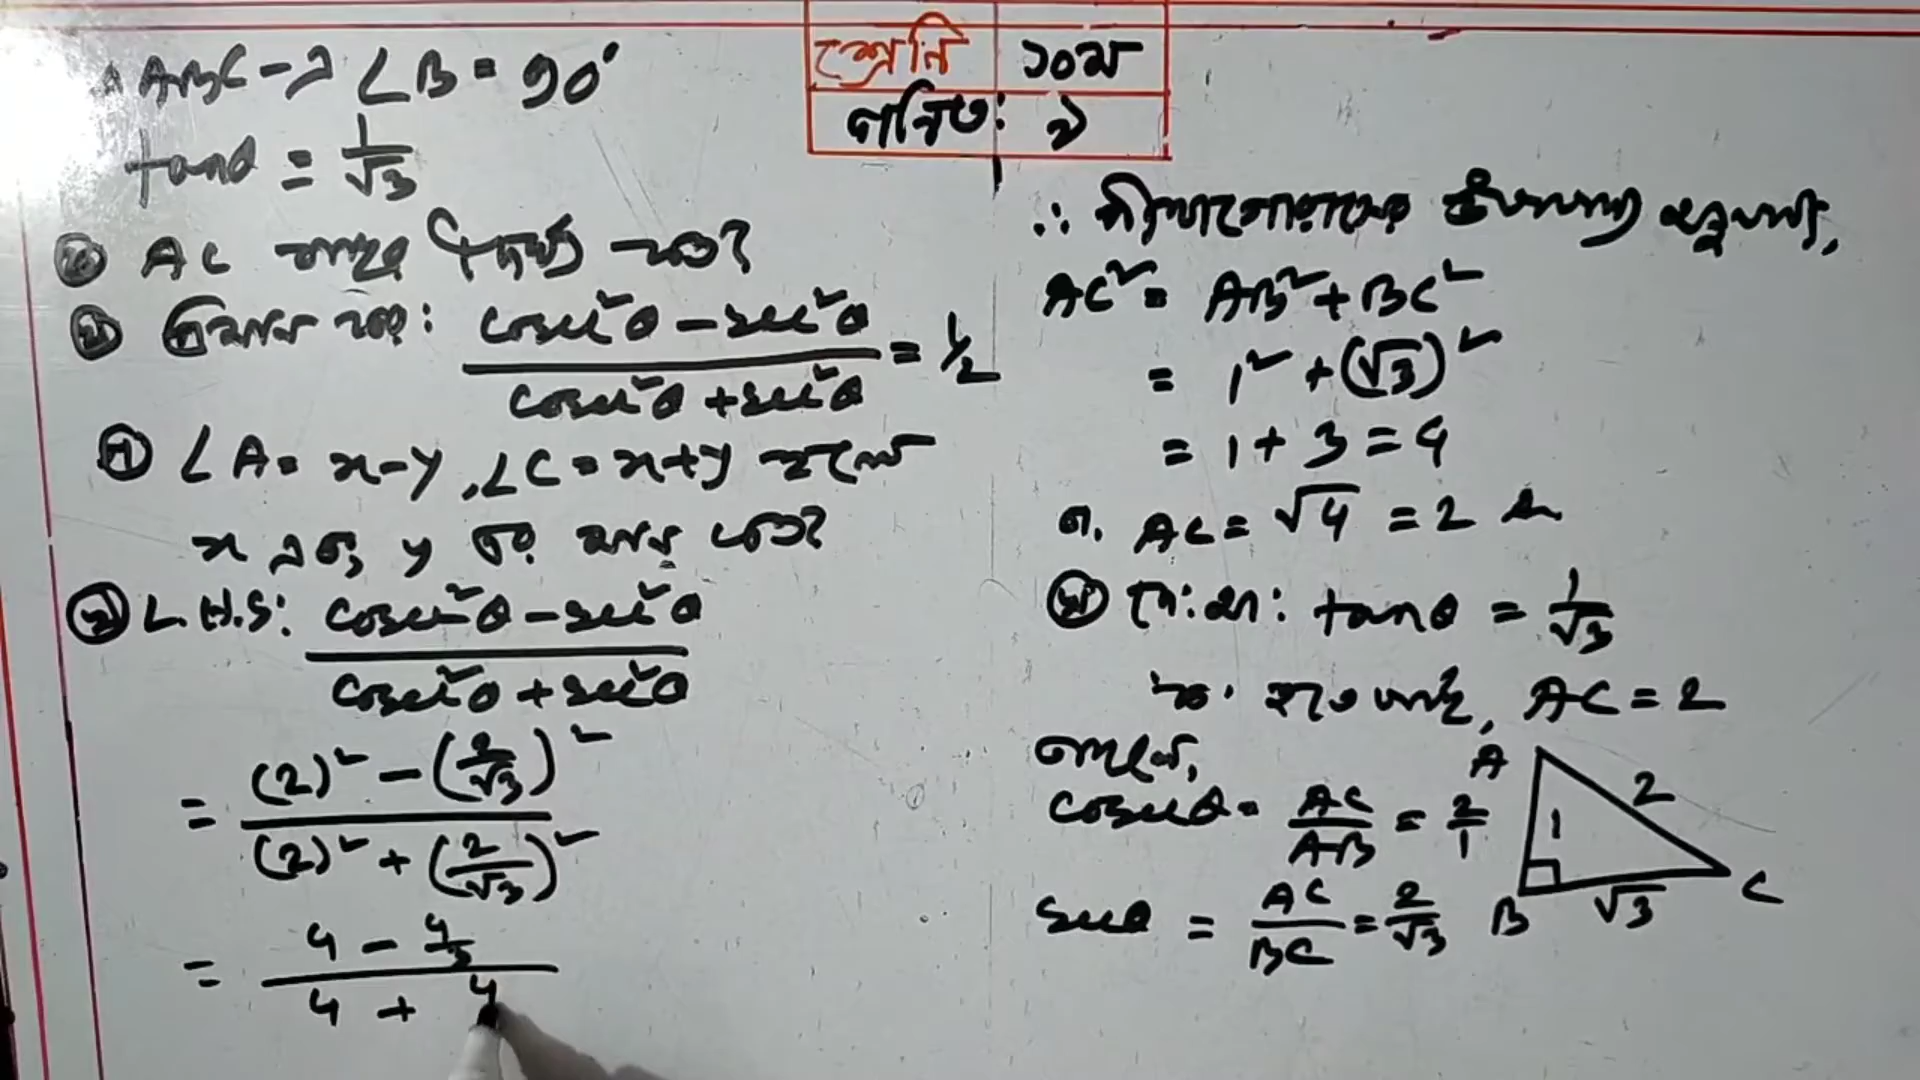 শ্রেনি ১০ম
গনিত: ৯
ABC-এ ∠B = 90°
tanθ = 1/√3
ক AC বাহুর দৈর্ঘ্য কত?
খ প্রমান কর: (cosec²θ - sec²θ)/(cosec²θ + sec²θ) = 1/2
গ ∠A = x-y, ∠C = x+y হলে
x এবং y এর মান কত?
খ L.H.S: (cosec²θ - sec²θ)/(cosec²θ + sec²θ)
= ((2)² - (2/√3)²)/((2)² + (2/√3)²)
= (4 - 4/3)/(4 + 4
∴ পীথাগোরাসের উপপাদ্য অনুসারে,
AC² = AB² + BC²
= 1² + (√3)²
= 1 + 3 = 4
বা, AC = √4 = 2
খ দে: আ: tanθ = 1/√3
ক হতে পাই, AC = 2
তাহলে,
cosecθ = AC/AB = 2/1
secθ = AC/BC = 2/√3
A
2
1
B
√3
C